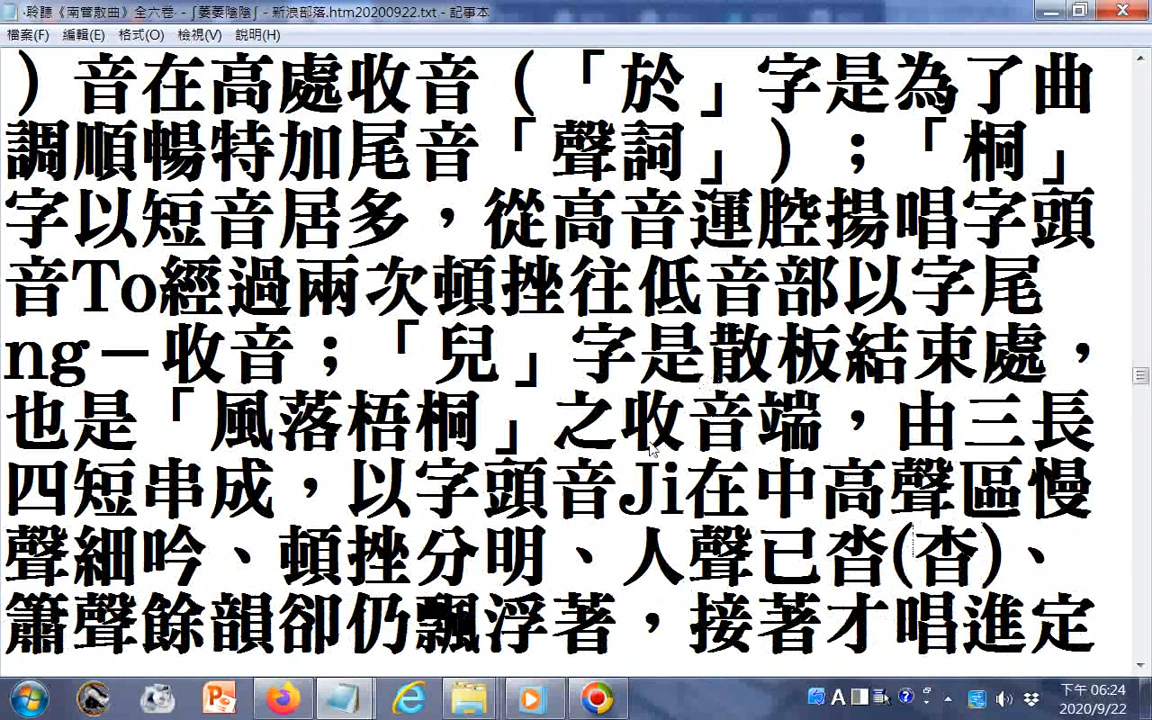 ·聆聽《南管散曲》全六卷· - ∫萋萋陰陰∫ - 新浪部落.htm20200922.txt - 記事本
檔案(F) 編輯(E) 格式(O) 檢視(V) 說明(H)
）音在高處收音（「於」字是為了曲
調順暢特加尾音「聲詞」）；「桐」
字以短音居多，從高音運腔揚唱字頭
音To經過兩次頓挫往低音部以字尾
ng－收音；「兒」字是散板結束處，
也是「風落梧桐」之收音端，由三長
四短串成，以字頭音Ji在中高聲區慢
聲細吟、頓挫分明、人聲已沓(杳)、
簫聲餘韻卻仍飄浮著，接著才唱進定
下午 06:24
2020/9/22